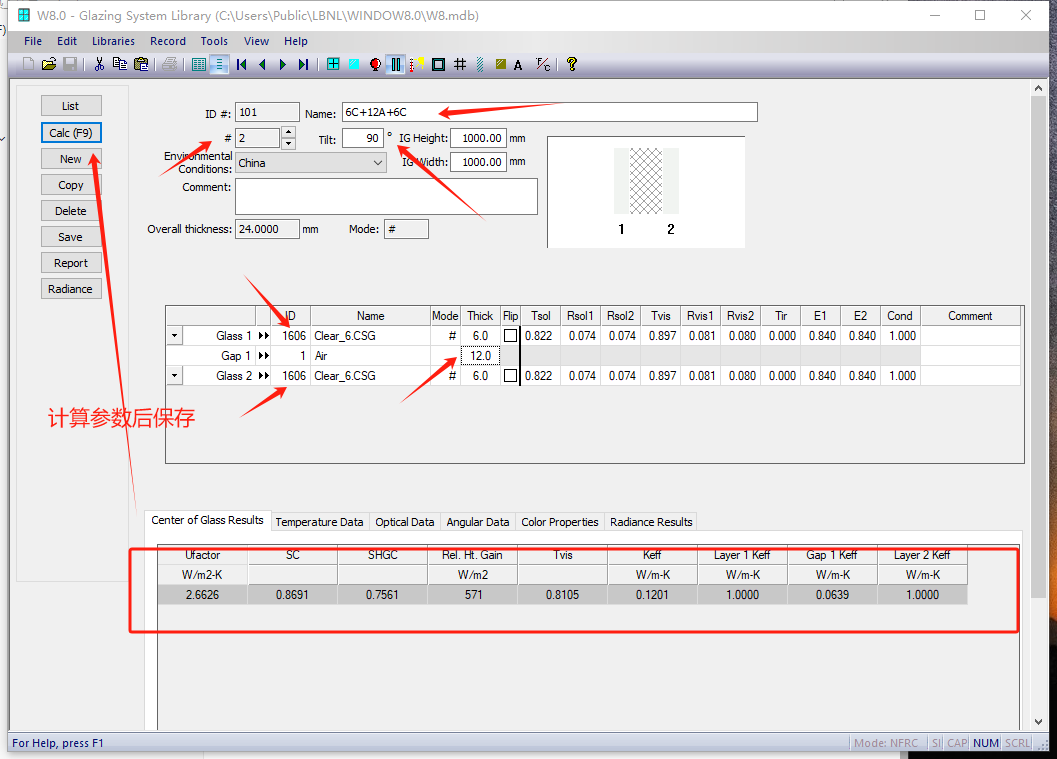 W8.0 - Glazing System Library (C:\Users\Public\LBNL\WINDOW8.0\W8.mdb)
File Edit Libraries Record Tools View Help
List
Calc (F9)
New
Copy
Delete
Save
Report
Radiance
ID #: 101 Name: 6C+12A+6C
# 2 Tilt: 90 ° IG Height: 1000.00 mm
Environmental Conditions: China IG Width: 1000.00 mm
Comment:
Overall thickness: 24.0000 mm Mode: #
1 2
ID Name Mode Thick Flip Tsol Rsol1 Rsol2 Tvis Rvis1 Rvis2 Tir E1 E2 Cond Comment
Glass 1 1606 Clear_6.CSG # 6.0 0.822 0.074 0.074 0.897 0.081 0.080 0.000 0.840 0.840 1.000
Gap 1 1 Air 12.0
Glass 2 1606 Clear_6.CSG # 6.0 0.822 0.074 0.074 0.897 0.081 0.080 0.000 0.840 0.840 1.000
计算参数后保存
Center of Glass Results Temperature Data Optical Data Angular Data Color Properties Radiance Results
Ufactor SC SHGC Rel. Ht. Gain Tvis Keff Layer 1 Keff Gap 1 Keff Layer 2 Keff
W/m2-K W/m2 W/m-K W/m-K W/m-K W/m-K
2.6626 0.8691 0.7561 571 0.8105 0.1201 1.0000 0.0639 1.0000
For Help, press F1 Mode: NFRC SI CAP NUM SCRL